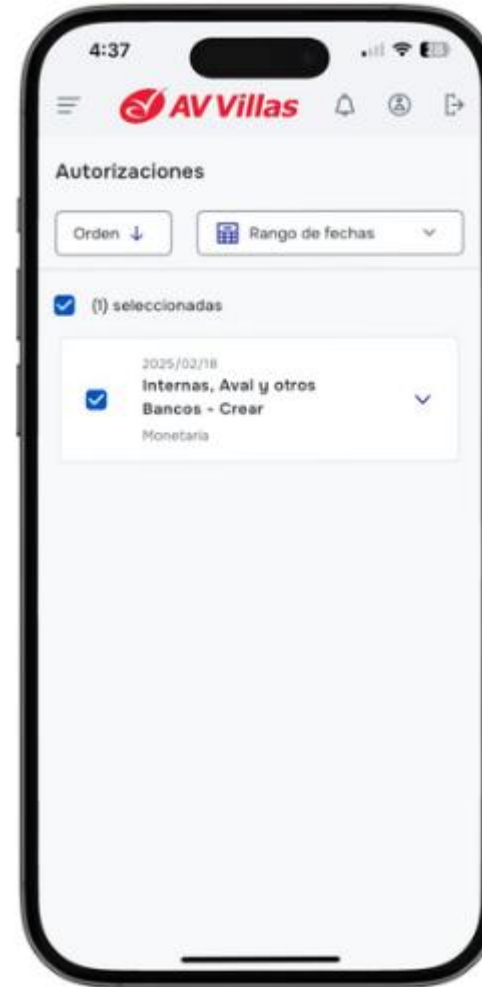 4:37
AV Villas
Autorizaciones
Orden
Rango de fechas
(1) seleccionadas
2025/02/18
Internas, Aval y otros
Bancos - Crear
Monetaria